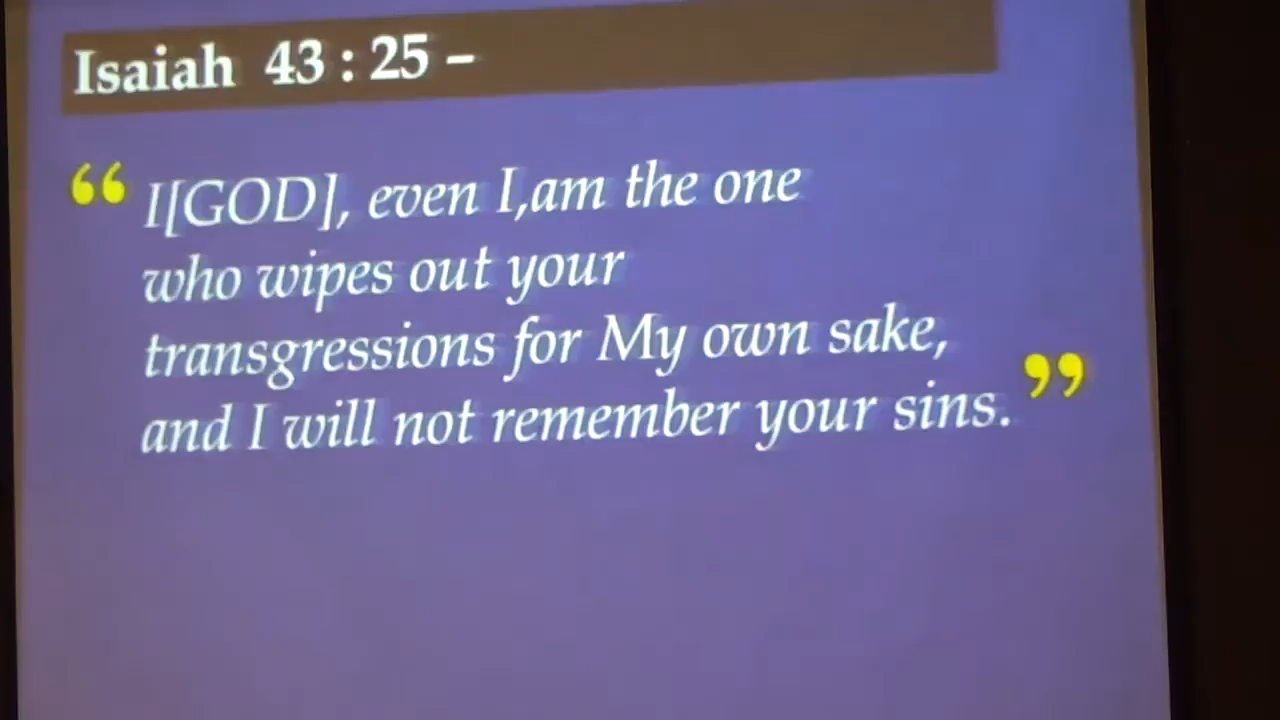 Isaiah 43 : 25 –
“ I[GOD], even I,am the one
who wipes out your
transgressions for My own sake,
and I will not remember your sins. ”